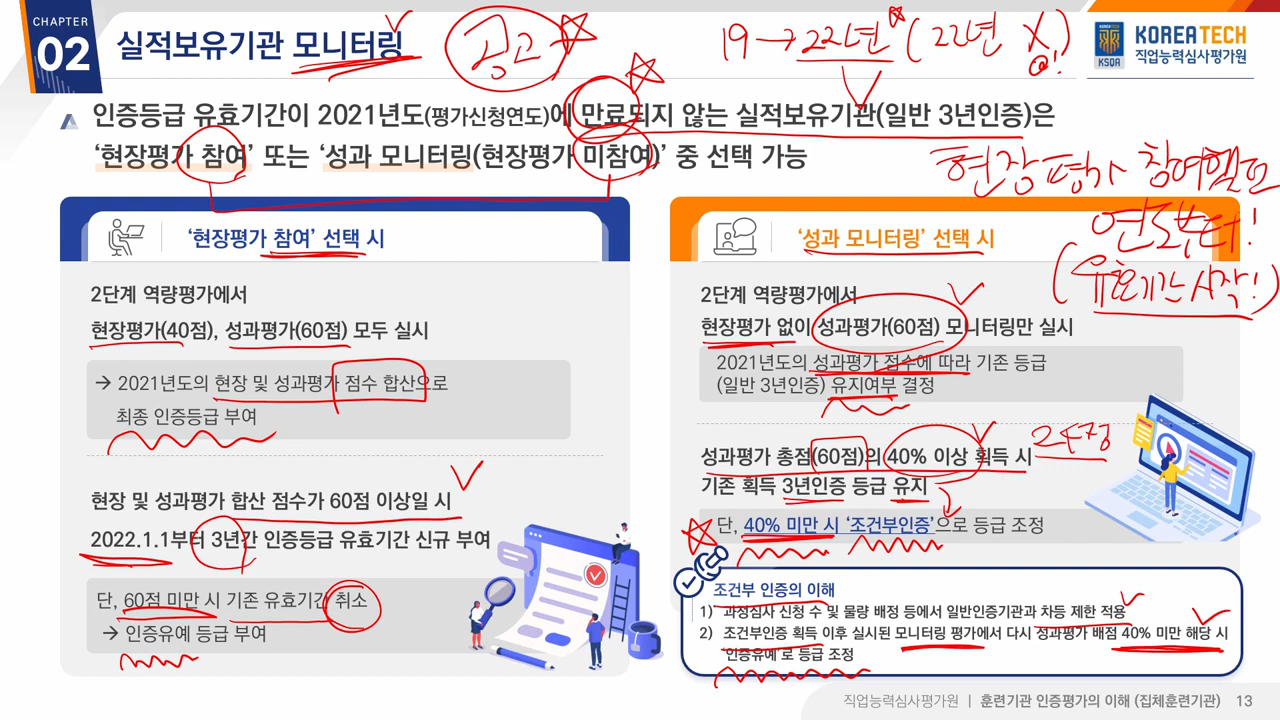 CHAPTER
02
실적보유기관 모니터링
공고
19 → 22년 (22년 X!)
KOREATECH
KSQA
직업능력심사평가원
인증등급 유효기간이 2021년도(평가신청연도)에 만료되지 않는 실적보유기관(일반 3년인증)은
‘현장평가 참여’ 또는 ‘성과 모니터링(현장평가 미참여)’ 중 선택 가능
현장평가 참여
연도부터!
(유효기간 시작!)
‘현장평가 참여’ 선택 시
2단계 역량평가에서
현장평가(40점), 성과평가(60점) 모두 실시
→ 2021년도의 현장 및 성과평가 점수 합산으로
최종 인증등급 부여
현장 및 성과평가 합산 점수가 60점 이상일 시
2022.1.1부터 3년간 인증등급 유효기간 신규 부여
단, 60점 미만 시 기존 유효기간 취소
→ 인증유예 등급 부여
‘성과 모니터링’ 선택 시
2단계 역량평가에서
현장평가 없이 성과평가(60점) 모니터링만 실시
2021년도의 성과평가 점수에 따라 기존 등급
(일반 3년인증) 유지여부 결정
24점
성과평가 총점(60점)의 40% 이상 획득 시
기존 획득 3년인증 등급 유지
단, 40% 미만 시 ‘조건부인증’으로 등급 조정
조건부 인증의 이해
1) 과정심사 신청 수 및 물량 배정 등에서 일반인증기관과 차등 제한 적용
2) 조건부인증 획득 이후 실시된 모니터링 평가에서 다시 성과평가 배점 40% 미만 해당 시
‘인증유예’로 등급 조정
직업능력심사평가원 | 훈련기관 인증평가의 이해 (집체훈련기관) 13